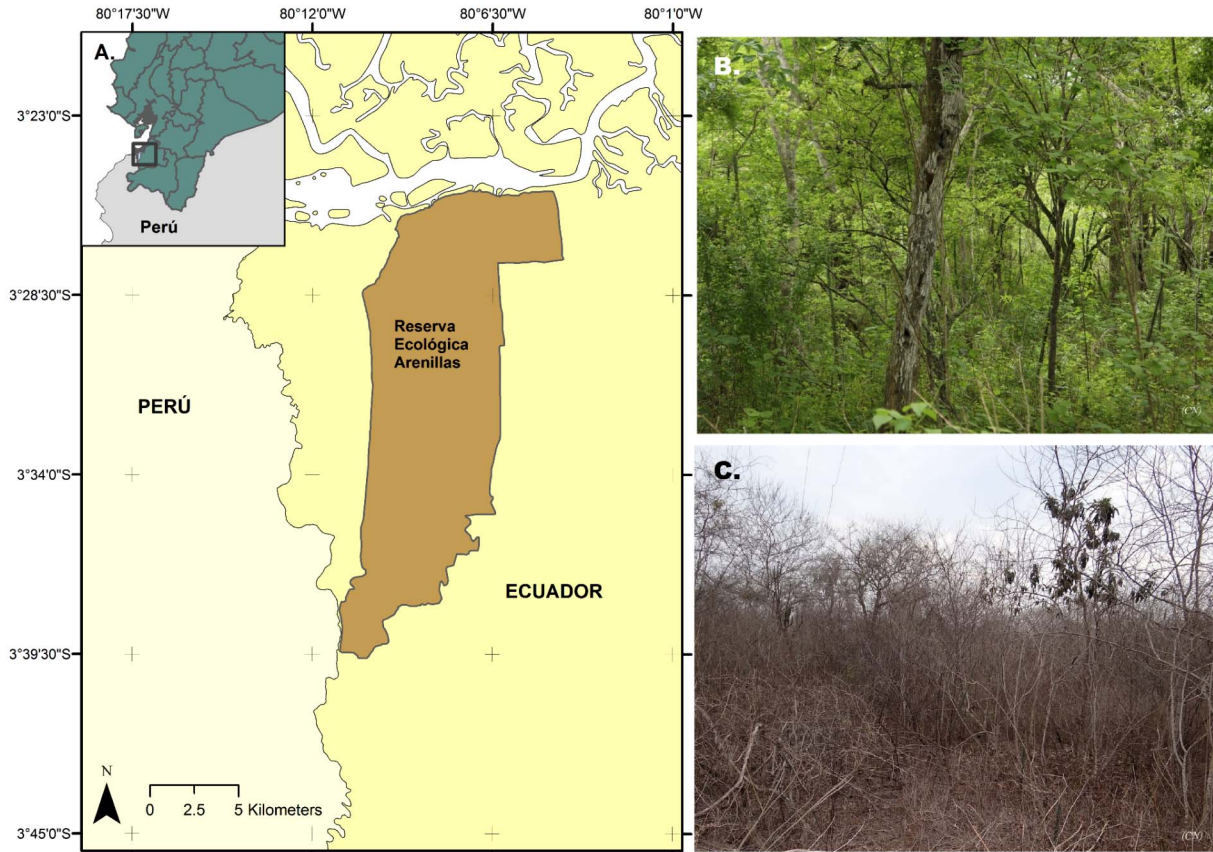 80°17'30"W
80°12'0"W
80°6'30"W
80°1'0"W
A.
Perú
3°23'0"S
3°28'30"S
3°34'0"S
3°39'30"S
3°45'0"S
Reserva
Ecológica
Arenillas
PERÚ
ECUADOR
N
0 2.5 5 Kilometers
B.
(CN)
C.
(CN)